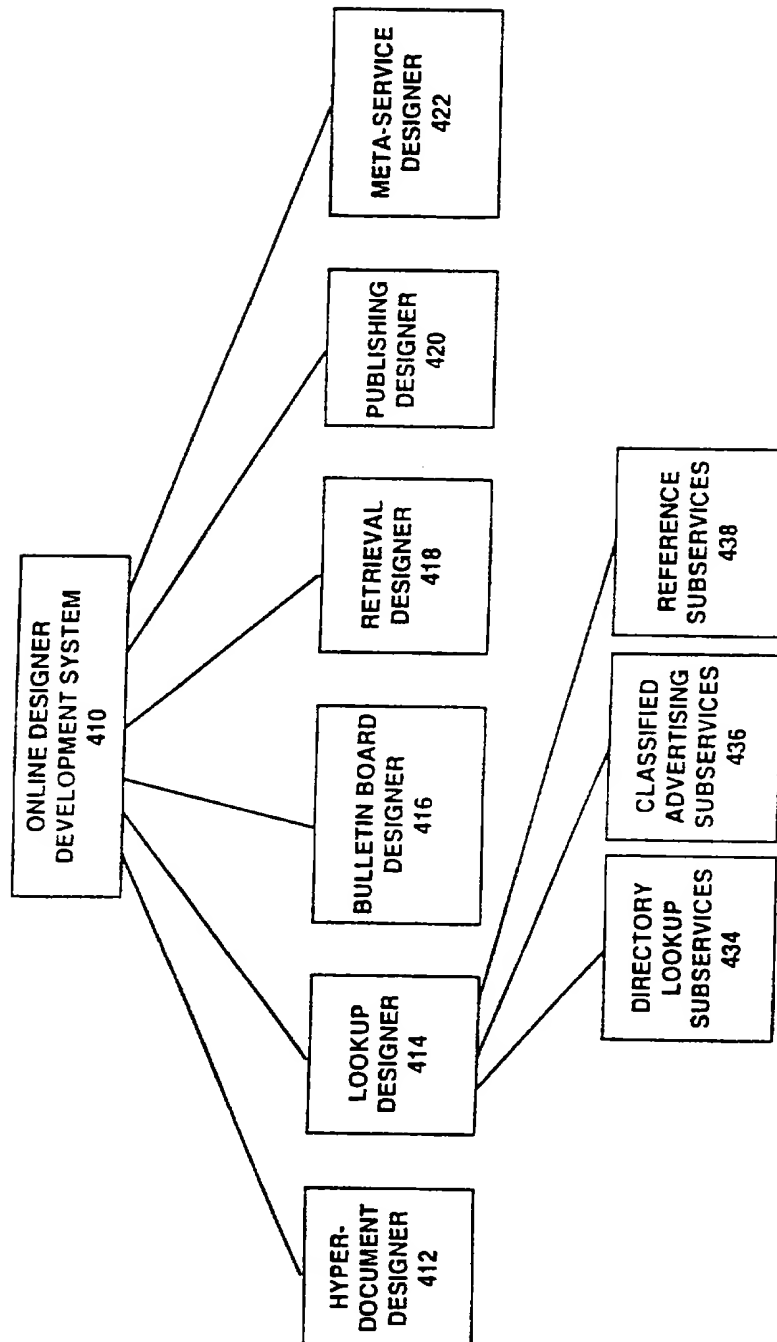 ONLINE DESIGNER
DEVELOPMENT SYSTEM
410
HYPER-
DOCUMENT
DESIGNER
412
LOOKUP
DESIGNER
414
BULLETIN BOARD
DESIGNER
416
RETRIEVAL
DESIGNER
418
PUBLISHING
DESIGNER
420
META-SERVICE
DESIGNER
422
DIRECTORY
LOOKUP
SUBSERVICES
434
CLASSIFIED
ADVERTISING
SUBSERVICES
436
REFERENCE
SUBSERVICES
438